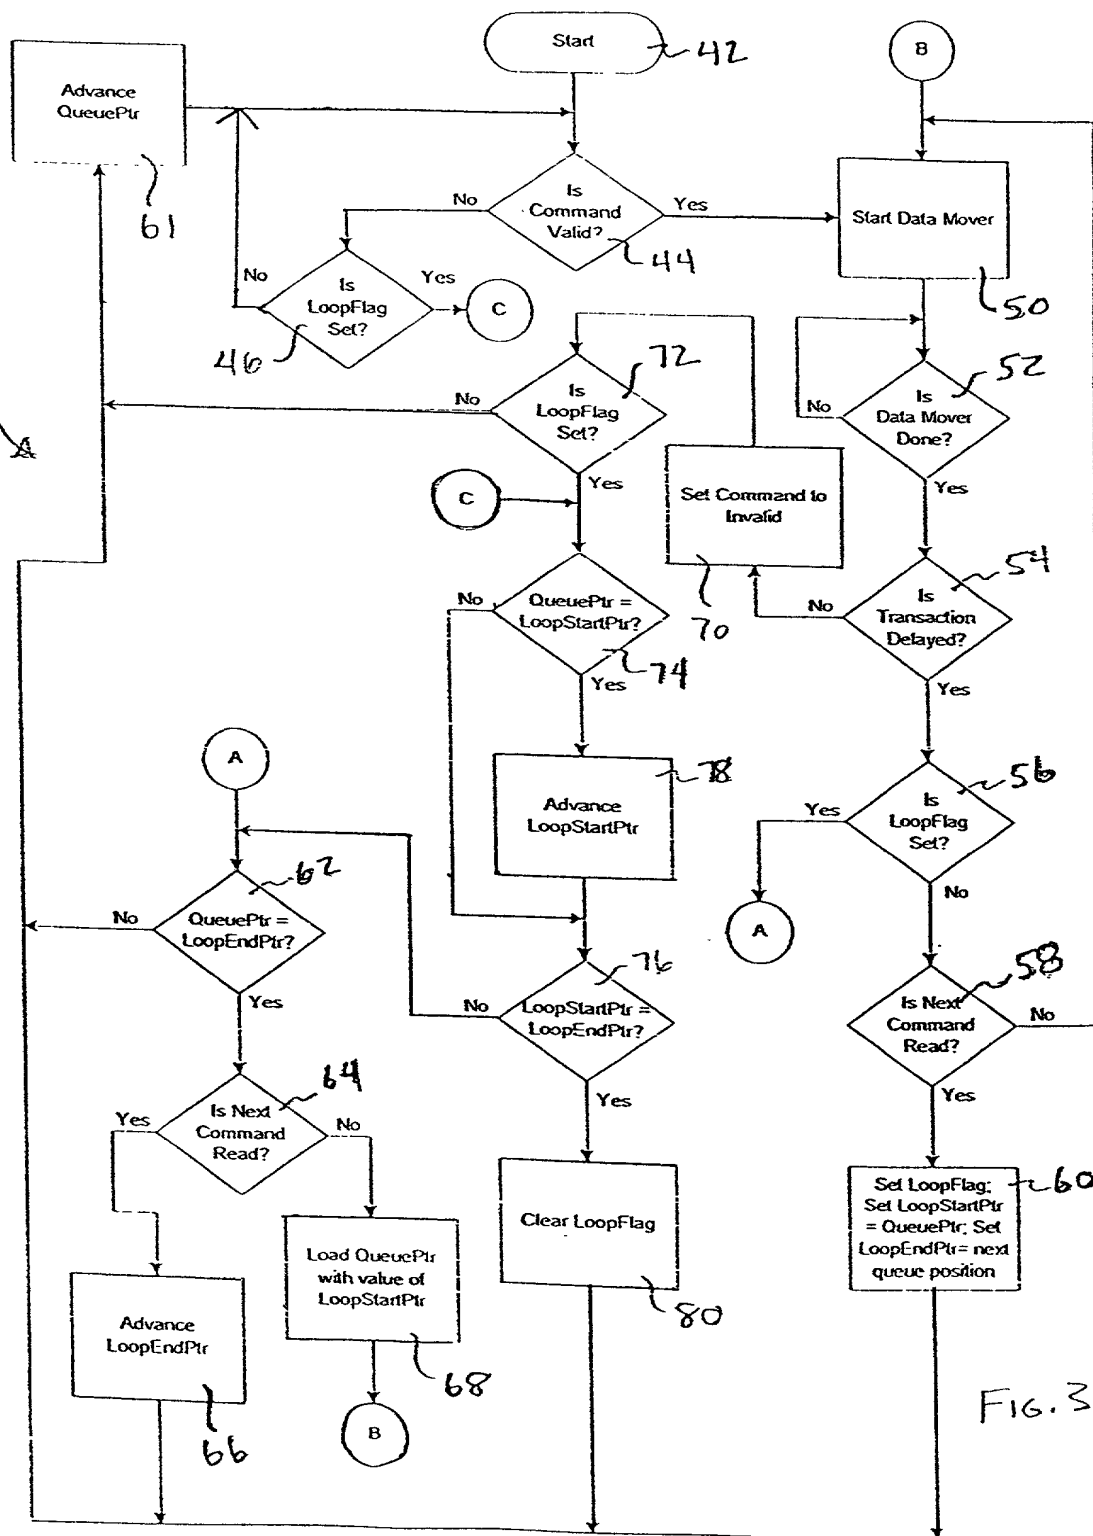 Start
42
B
Advance
QueuePtr
61
Is
Command
Valid?
No
Yes
44
Start Data Mover
50
Is
LoopFlag
Set?
No
Yes
46
C
Is
LoopFlag
Set?
72
No
Yes
Is
Data Mover
Done?
52
No
Yes
C
Set Command to
Invalid
70
QueuePtr =
LoopStartPtr?
No
74
Yes
Is
Transaction
Delayed?
54
No
Yes
A
Advance
LoopStartPtr
78
Is
LoopFlag
Set?
56
Yes
No
A
QueuePtr =
LoopEndPtr?
62
No
Yes
LoopStartPtr =
LoopEndPtr?
76
No
Yes
Is Next
Command
Read?
58
No
Yes
Is Next
Command
Read?
64
Yes
No
Clear LoopFlag
80
Set LoopFlag;
Set LoopStartPtr
= QueuePtr; Set
LoopEndPtr= next
queue position
60
Load QueuePtr
with value of
LoopStartPtr
68
Advance
LoopEndPtr
66
B
FIG. 3